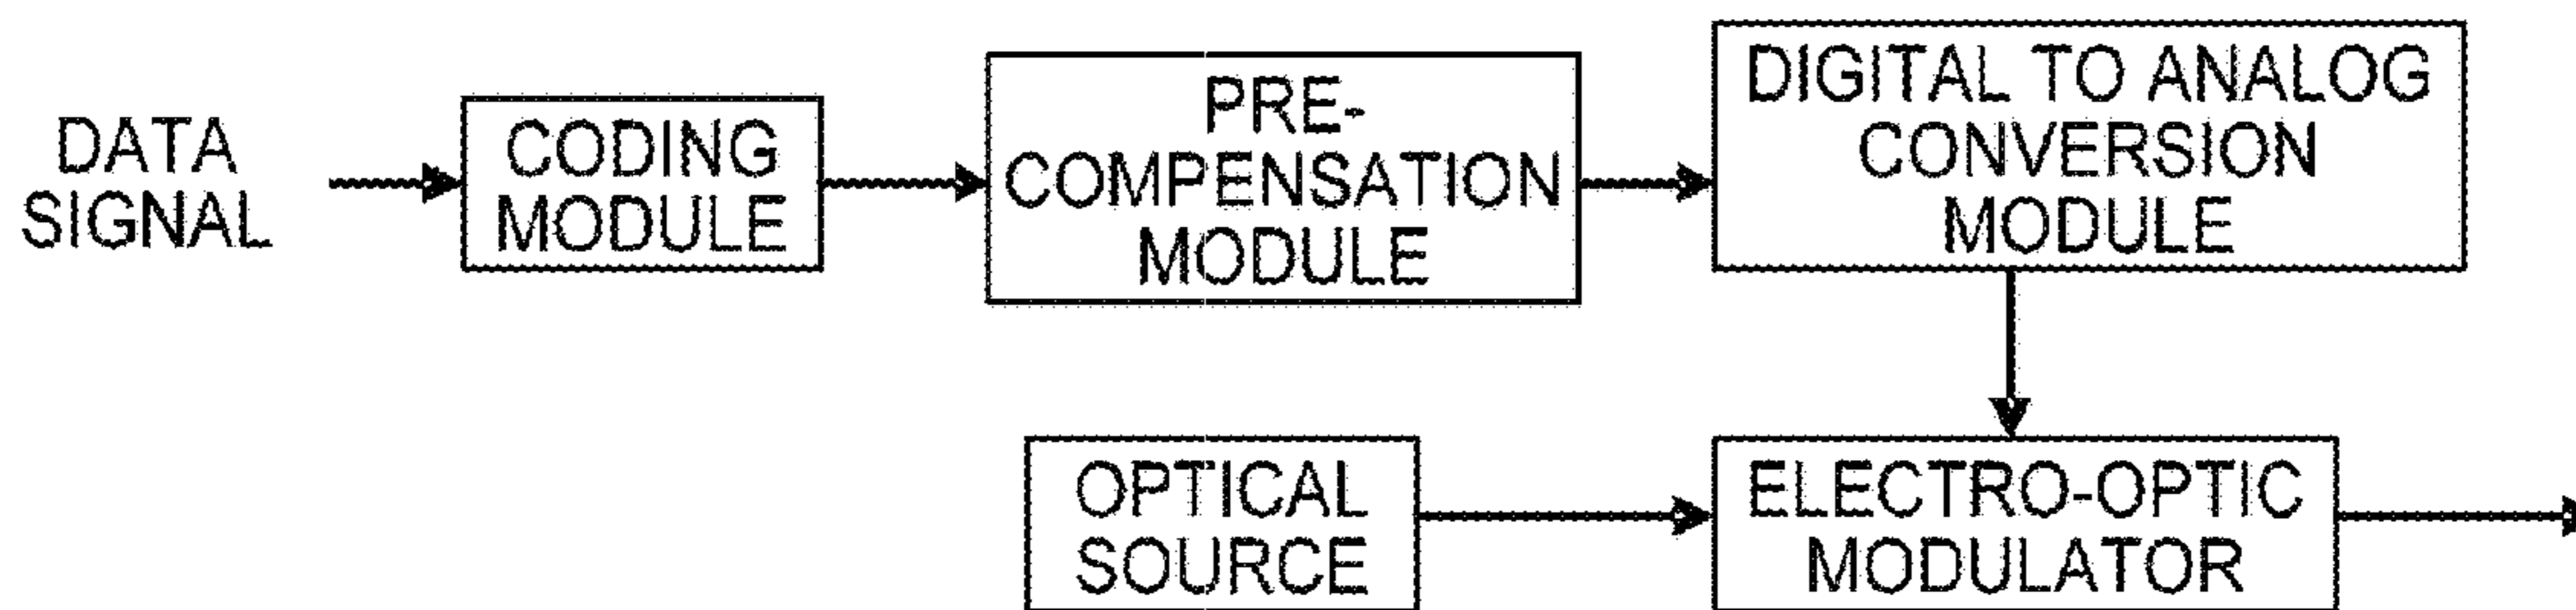 DATA
SIGNAL
CODING
MODULE
PRE-
COMPENSATION
MODULE
DIGITAL TO ANALOG
CONVERSION
MODULE
OPTICAL
SOURCE
ELECTRO-OPTIC
MODULATOR